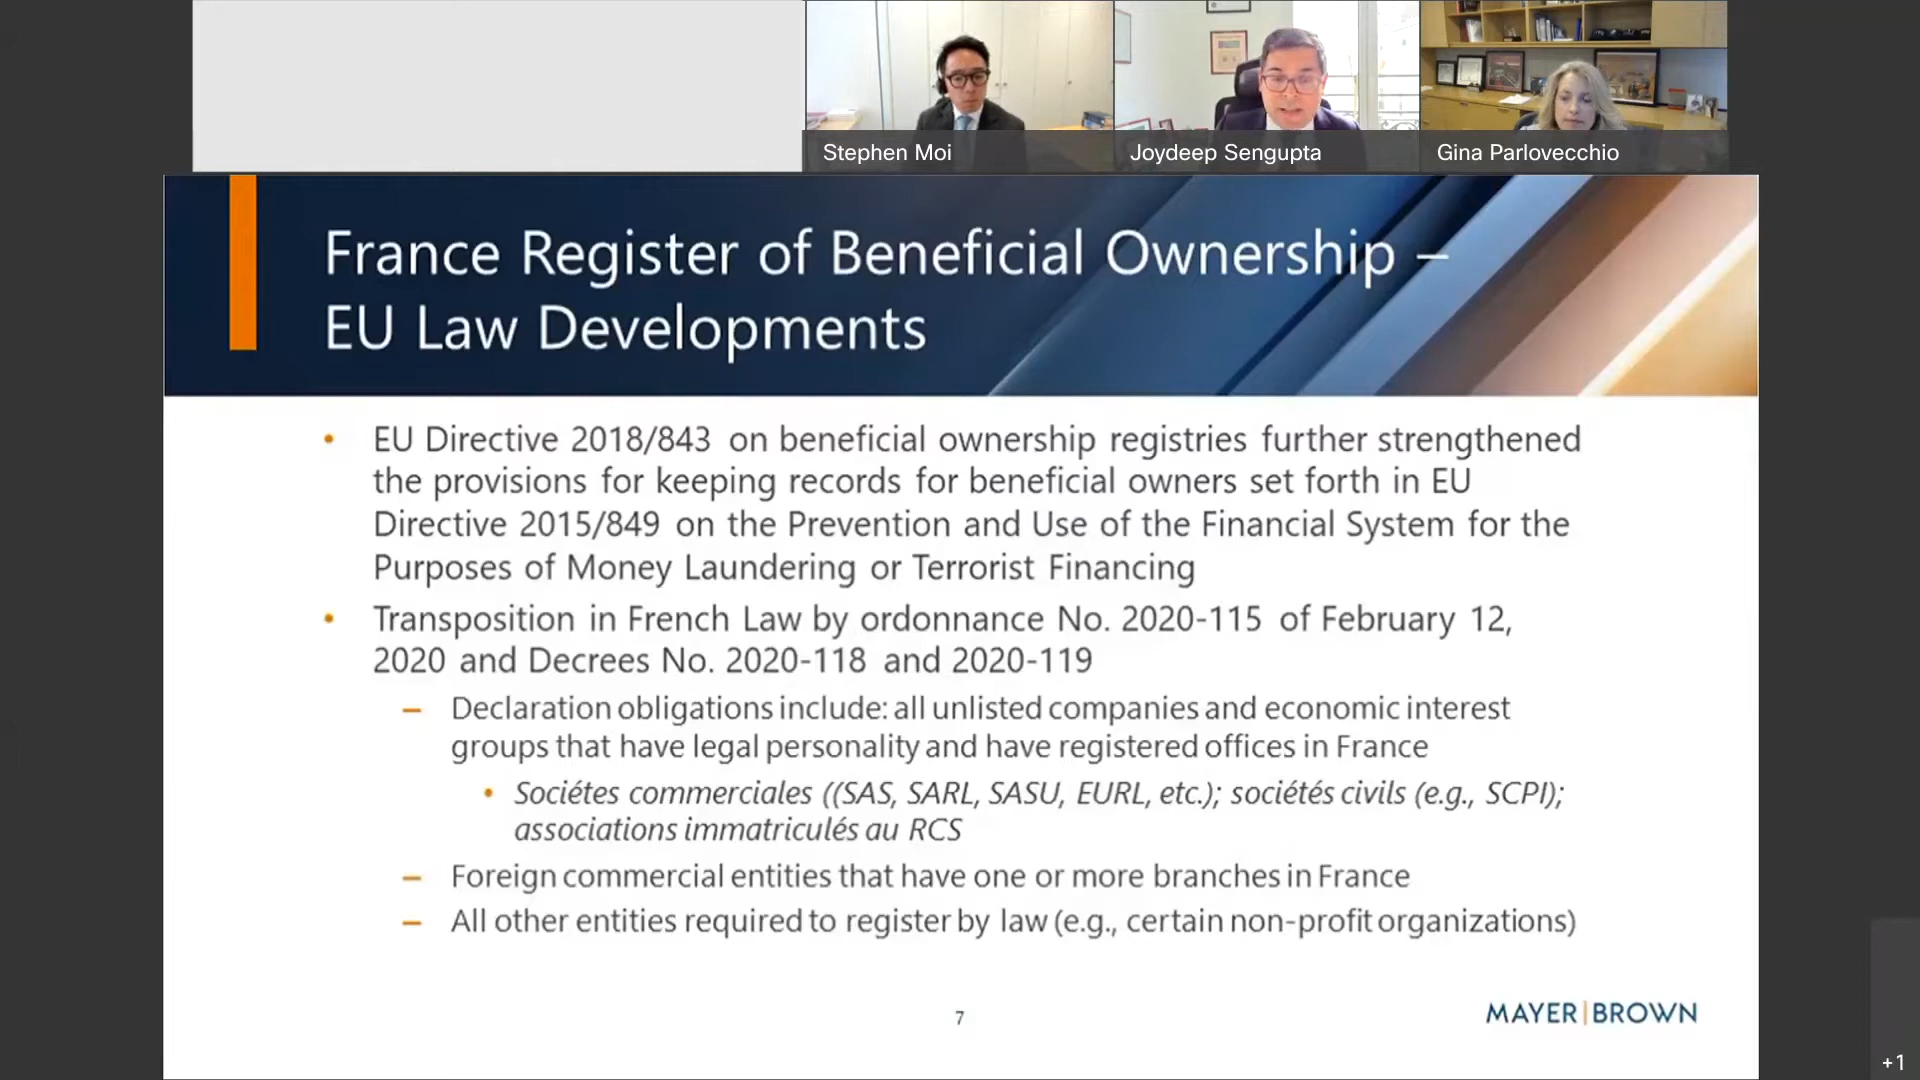 Stephen Moi
Joydeep Sengupta
Gina Parlovecchio
France Register of Beneficial Ownership –
EU Law Developments
• EU Directive 2018/843 on beneficial ownership registries further strengthened
the provisions for keeping records for beneficial owners set forth in EU
Directive 2015/849 on the Prevention and Use of the Financial System for the
Purposes of Money Laundering or Terrorist Financing
• Transposition in French Law by ordonnance No. 2020-115 of February 12,
2020 and Decrees No. 2020-118 and 2020-119
– Declaration obligations include: all unlisted companies and economic interest
groups that have legal personality and have registered offices in France
• Sociétes commerciales ((SAS, SARL, SASU, EURL, etc.); sociétés civils (e.g., SCPI);
associations immatriculés au RCS
– Foreign commercial entities that have one or more branches in France
– All other entities required to register by law (e.g., certain non-profit organizations)
7
MAYER|BROWN
+1